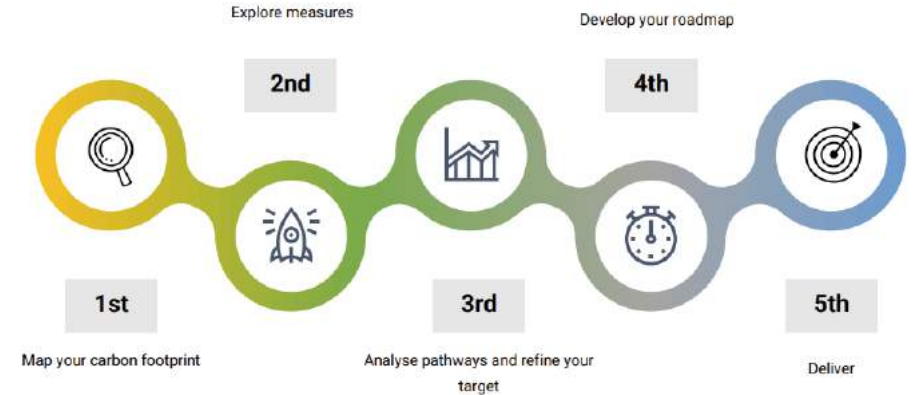 Explore measures
Develop your roadmap
2nd
4th
1st
3rd
5th
Map your carbon footprint
Analyse pathways and refine your
target
Deliver